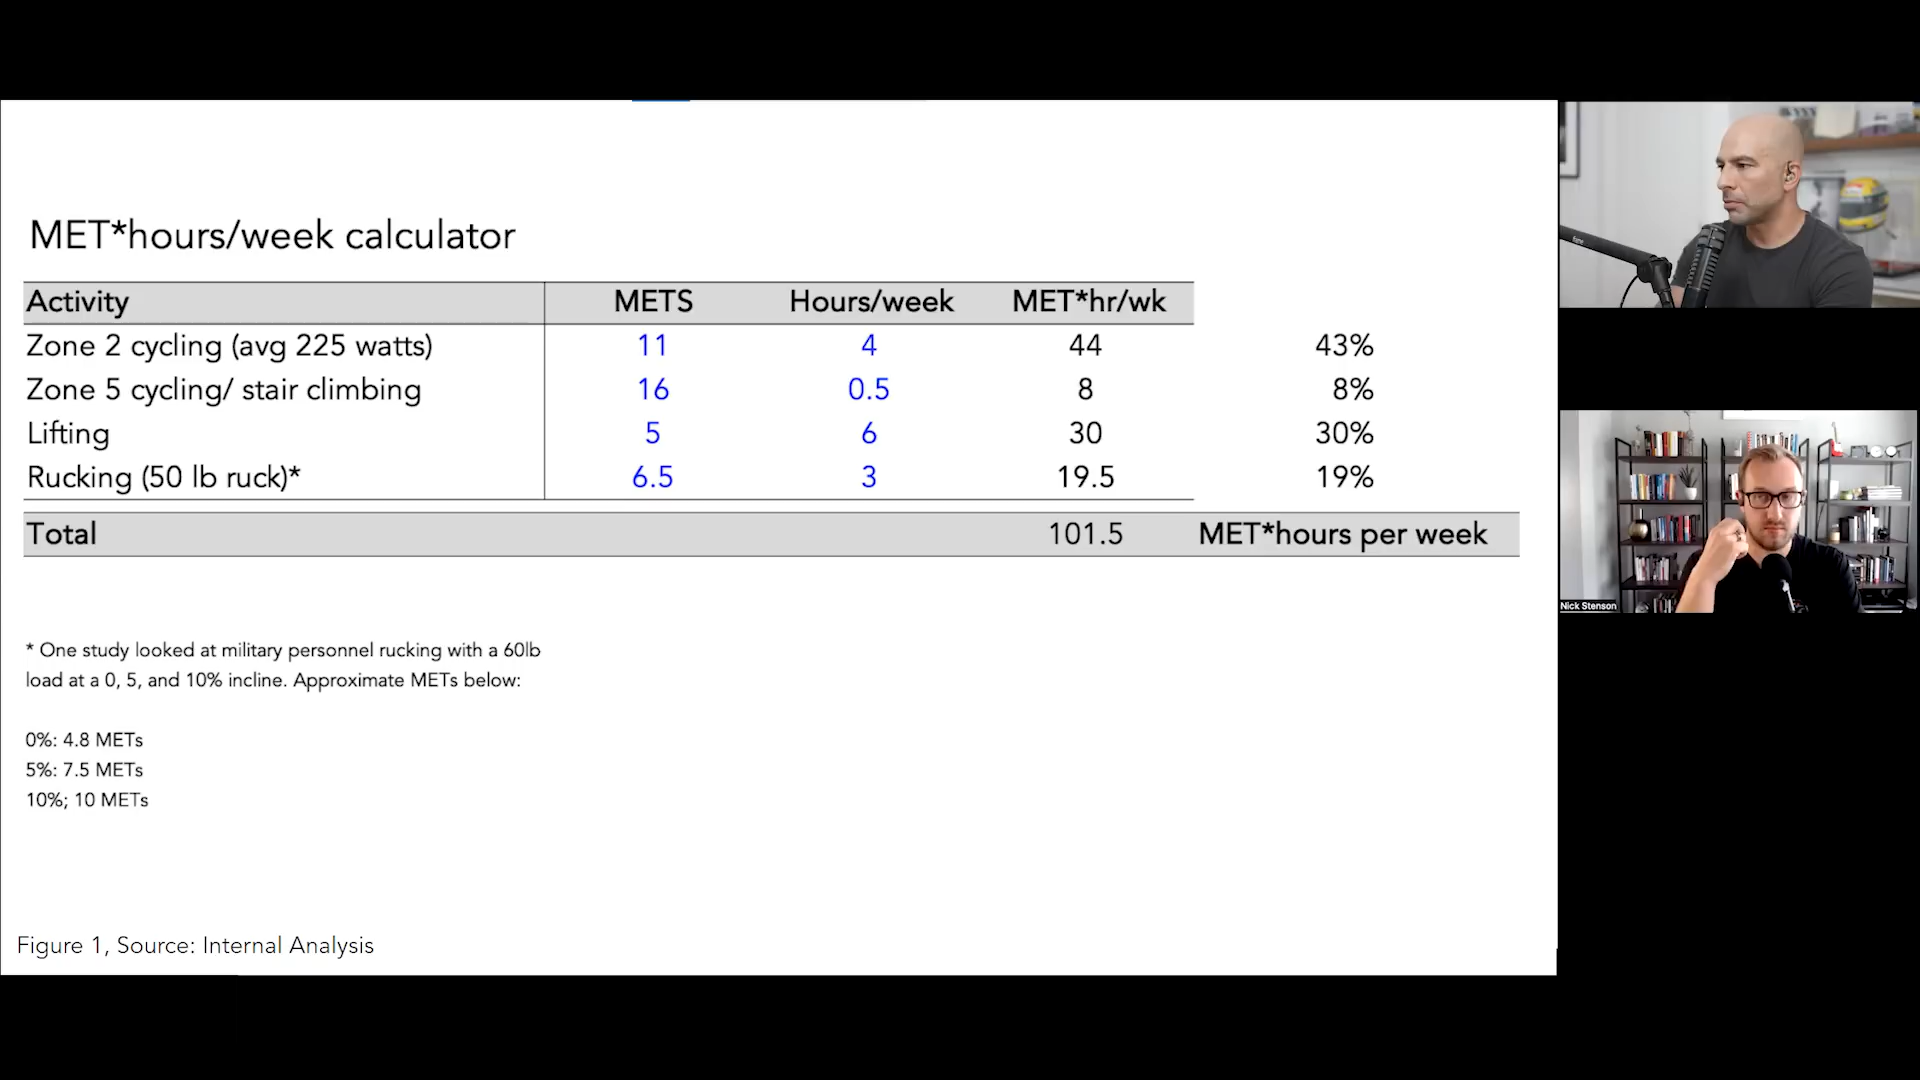 MET*hours/week calculator
Activity METS Hours/week MET*hr/wk
Zone 2 cycling (avg 225 watts) 11 4 44 43%
Zone 5 cycling/ stair climbing 16 0.5 8 8%
Lifting 5 6 30 30%
Rucking (50 lb ruck)* 6.5 3 19.5 19%
Total 101.5 MET*hours per week
* One study looked at military personnel rucking with a 60lb
load at a 0, 5, and 10% incline. Approximate METs below:
0%: 4.8 METs
5%: 7.5 METs
10%; 10 METs
Figure 1, Source: Internal Analysis
Nick Stenson